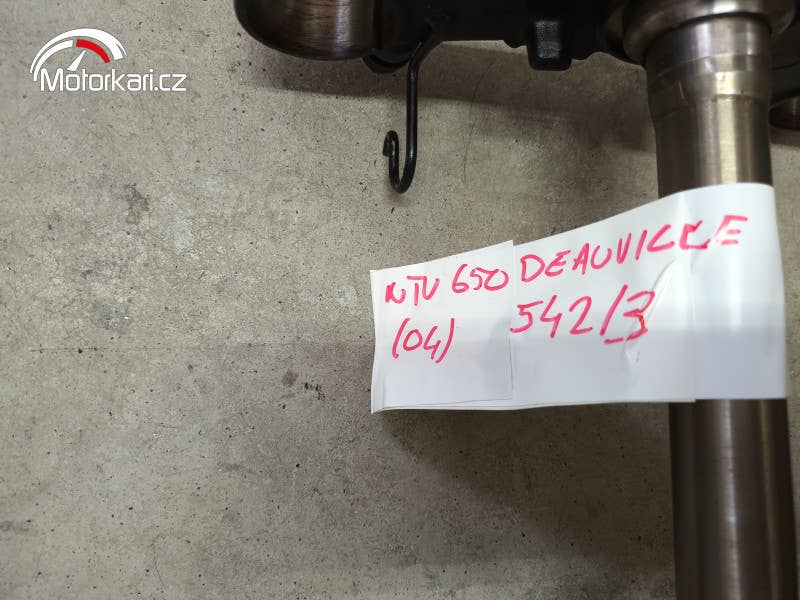 Motorkari.cz
NTV 650 DEAUVILLE
(04) 542/3